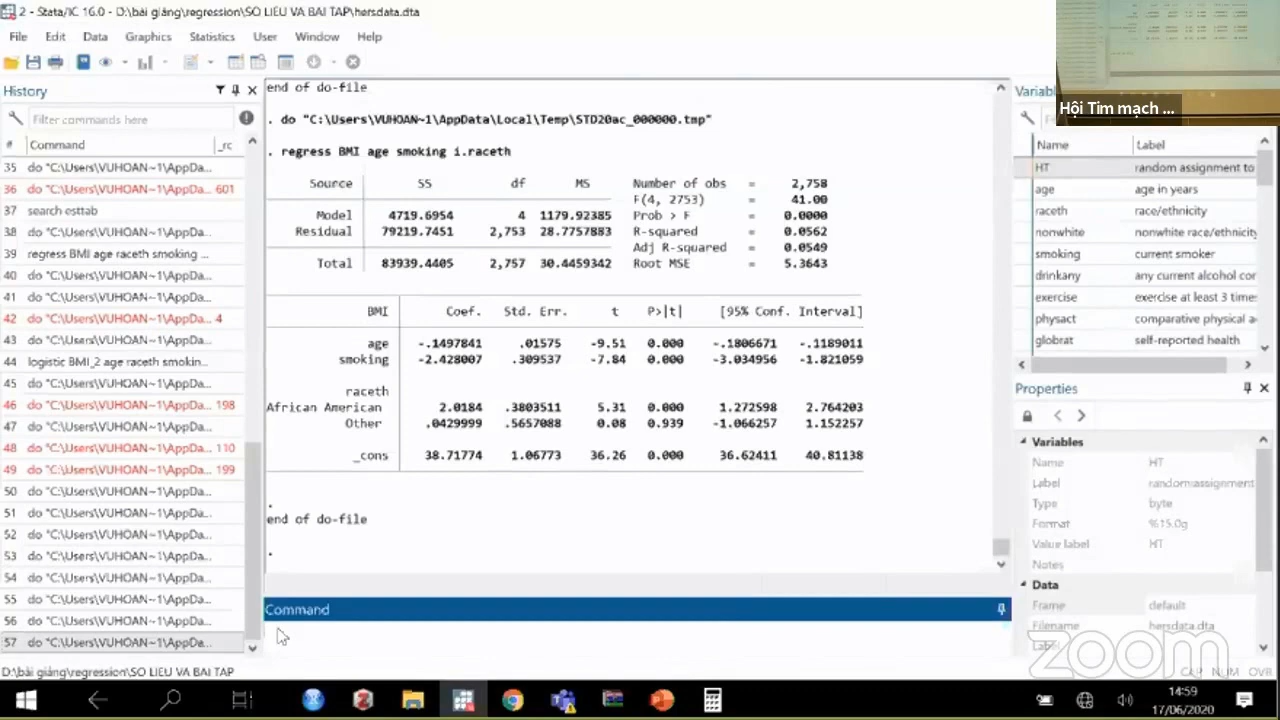 2 - Stata/IC 16.0 - D:\bài giảng\regression\SO LIEU VA BAI TAP\hersdata.dta
File Edit Data Graphics Statistics User Window Help
History
Filter commands here
# Command _rc
35 do "C:\Users\VUHOAN~1\AppDa...
36 do "C:\Users\VUHOAN~1\AppDa... 601
37 search esttab
38 do "C:\Users\VUHOAN~1\AppDa...
39 regress BMI age raceth smoking ...
40 do "C:\Users\VUHOAN~1\AppDa...
41 do "C:\Users\VUHOAN~1\AppDa...
42 do "C:\Users\VUHOAN~1\AppDa... 4
43 do "C:\Users\VUHOAN~1\AppDa...
44 logistic BMI_2 age raceth smokin...
45 do "C:\Users\VUHOAN~1\AppDa...
46 do "C:\Users\VUHOAN~1\AppDa... 198
47 do "C:\Users\VUHOAN~1\AppDa...
48 do "C:\Users\VUHOAN~1\AppDa... 110
49 do "C:\Users\VUHOAN~1\AppDa... 199
50 do "C:\Users\VUHOAN~1\AppDa...
51 do "C:\Users\VUHOAN~1\AppDa...
52 do "C:\Users\VUHOAN~1\AppDa...
53 do "C:\Users\VUHOAN~1\AppDa...
54 do "C:\Users\VUHOAN~1\AppDa...
55 do "C:\Users\VUHOAN~1\AppDa...
56 do "C:\Users\VUHOAN~1\AppDa...
57 do "C:\Users\VUHOAN~1\AppDa...
end of do-file
. do "C:\Users\VUHOAN~1\AppData\Local\Temp\STD20ac_000000.tmp"
. regress BMI age smoking i.raceth
Source SS df MS Number of obs = 2,758
F(4, 2753) = 41.00
Model 4719.6954 4 1179.92385 Prob > F = 0.0000
Residual 79219.7451 2,753 28.7757883 R-squared = 0.0562
Adj R-squared = 0.0549
Total 83939.4405 2,757 30.4459342 Root MSE = 5.3643
BMI Coef. Std. Err. t P>|t| [95% Conf. Interval]
age -.1497841 .01575 -9.51 0.000 -.1806671 -.1189011
smoking -2.428007 .309537 -7.84 0.000 -3.034956 -1.821059
raceth
African American 2.0184 .3803511 5.31 0.000 1.272598 2.764203
Other .0429999 .5657088 0.08 0.939 -1.066257 1.152257
_cons 38.71774 1.06773 36.26 0.000 36.62411 40.81138
.
end of do-file
.
Command
Hội Tim mạch ...
Variab
Name Label
HT random assignment to
age age in years
raceth race/ethnicity
nonwhite nonwhite race/ethnicity
smoking current smoker
drinkany any current alcohol con
exercise exercise at least 3 time
physact comparative physical a
globrat self-reported health
Properties
Variables
Name HT
Label random assignment
Type byte
Format %15.0g
Value label HT
Notes
Data
Frame default
Filename hersdata.dta
Label
zoom
D:\bài giảng\regression\SO LIEU VA BAI TAP
CAP NUM OVR
14:59
17/06/2020